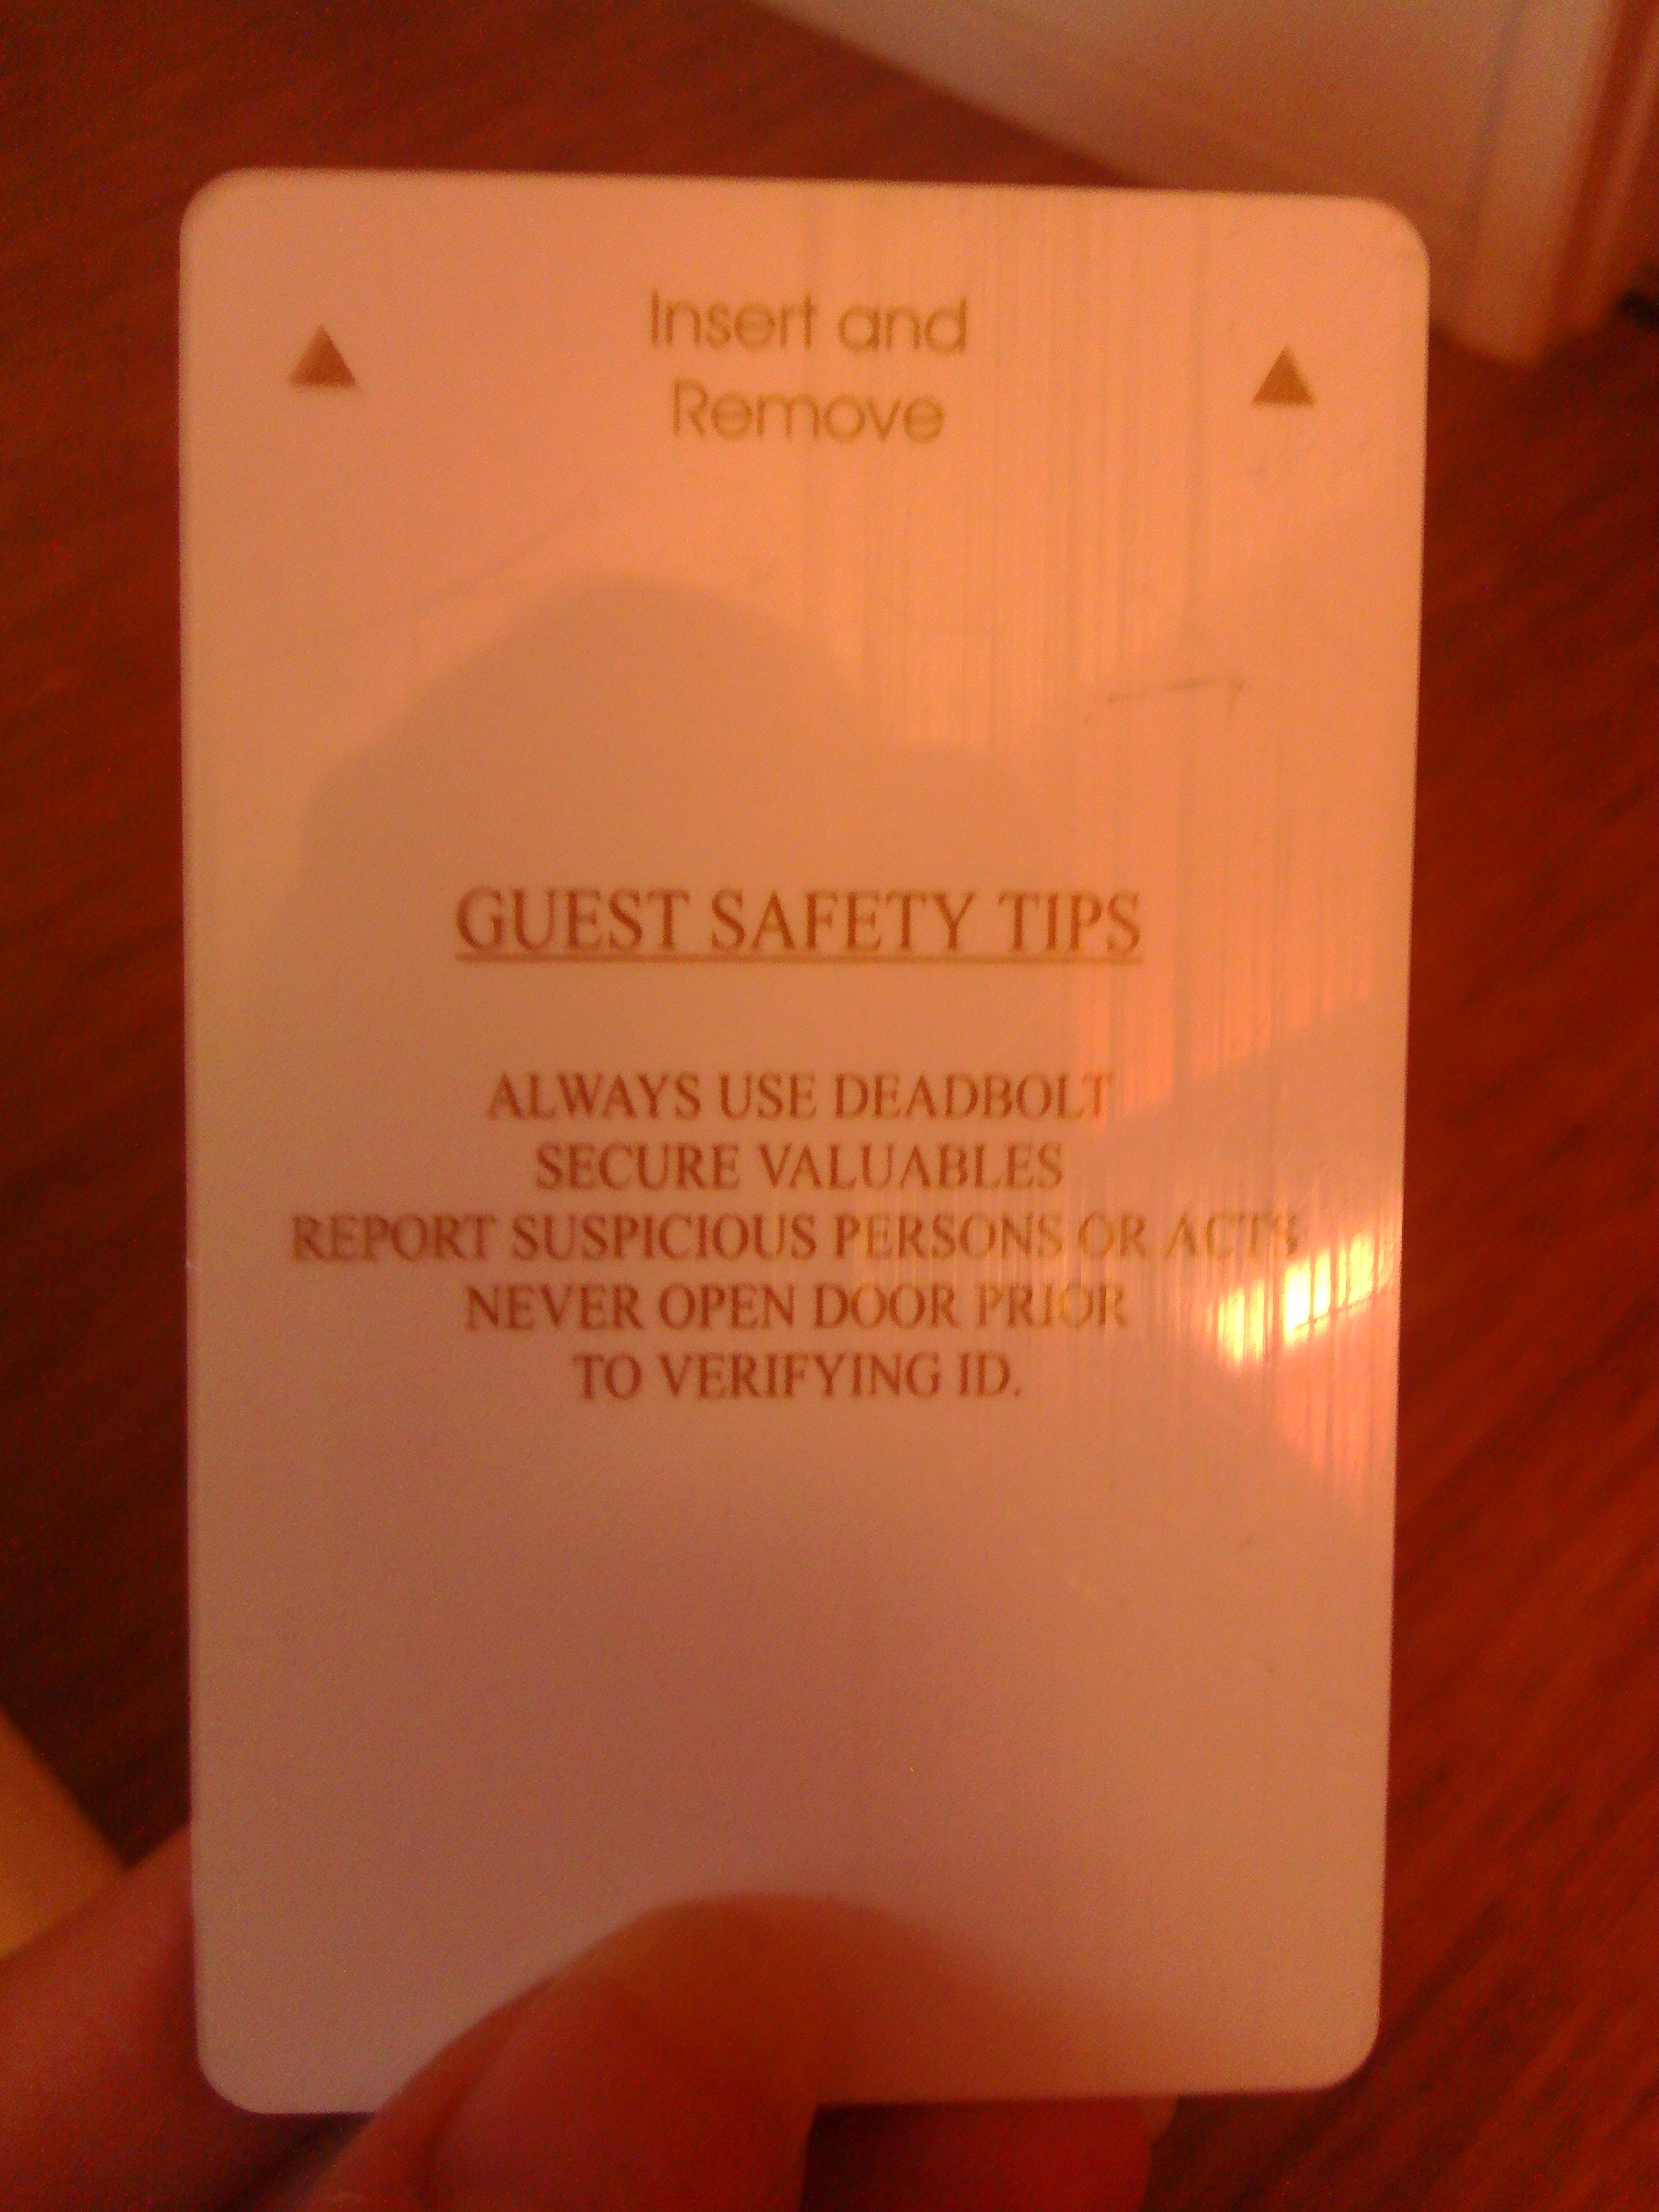 Insert and
Remove
GUEST SAFETY TIPS
ALWAYS USE DEADBOLT
SECURE VALUABLES
REPORT SUSPICIOUS PERSONS OR ACTS
NEVER OPEN DOOR PRIOR
TO VERIFYING ID.